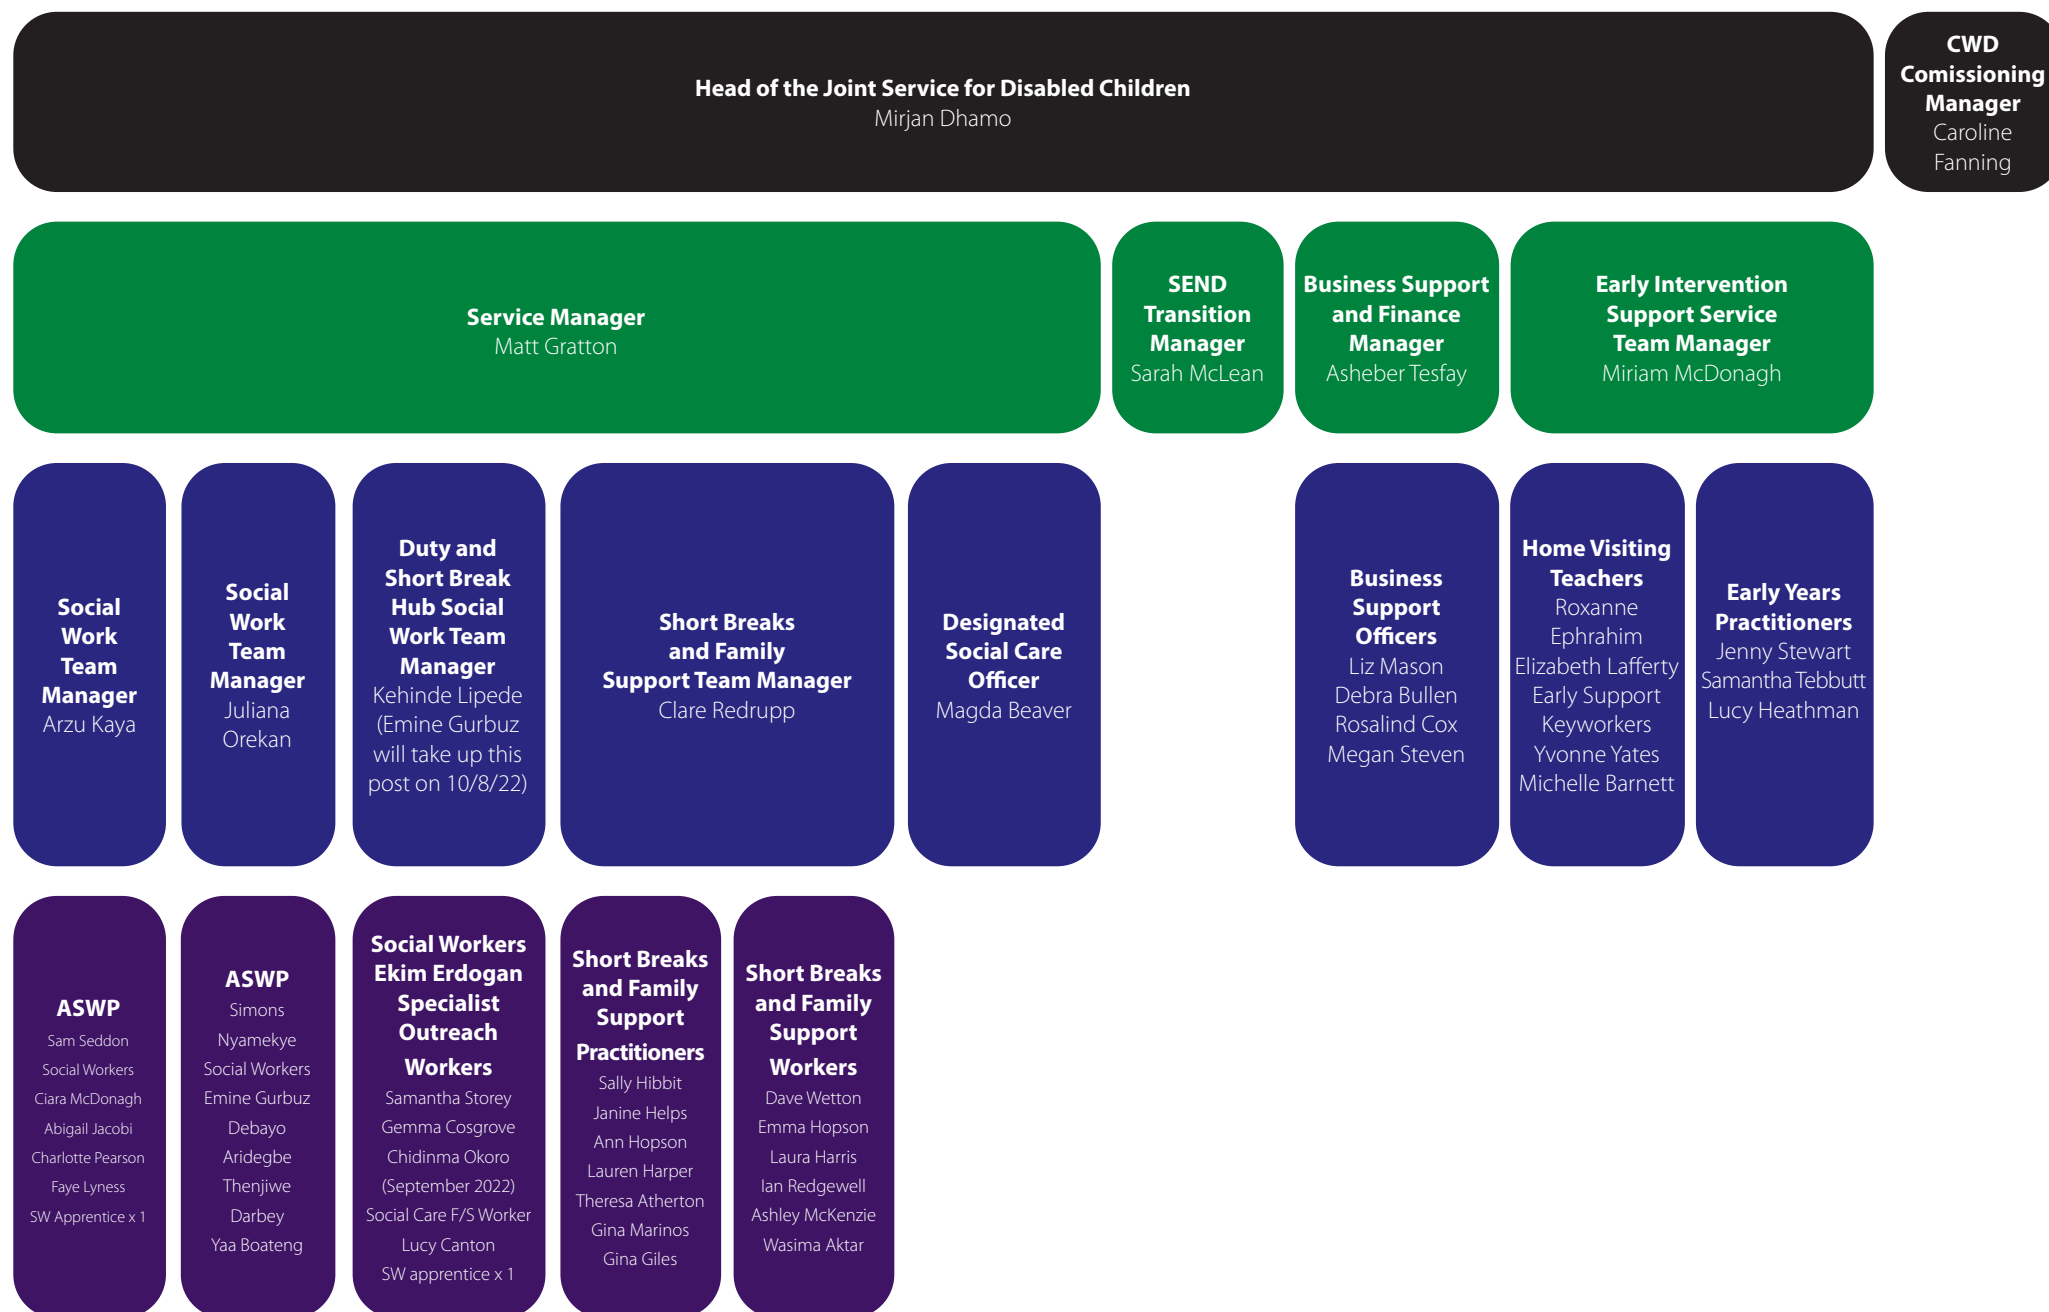 Head of the Joint Service for Disabled Children
Mirjan Dhamo
CWD
Comissioning
Manager
Caroline
Fanning
Service Manager
Matt Gratton
SEND
Transition
Manager
Sarah McLean
Business Support
and Finance
Manager
Asheber Tesfay
Early Intervention
Support Service
Team Manager
Miriam McDonagh
Social
Work
Team
Manager
Arzu Kaya
Social
Work
Team
Manager
Juliana
Orekan
Duty and
Short Break
Hub Social
Work Team
Manager
Kehinde Lipede
(Emine Gurbuz
will take up this
post on 10/8/22)
Short Breaks
and Family
Support Team Manager
Clare Redrupp
Designated
Social Care
Officer
Magda Beaver
Business
Support
Officers
Liz Mason
Debra Bullen
Rosalind Cox
Megan Steven
Home Visiting
Teachers
Roxanne
Ephrahim
Elizabeth Lafferty
Early Support
Keyworkers
Yvonne Yates
Michelle Barnett
Early Years
Practitioners
Jenny Stewart
Samantha Tebbutt
Lucy Heathman
ASWP
Sam Seddon
Social Workers
Ciara McDonagh
Abigail Jacobi
Charlotte Pearson
Faye Lyness
SW Apprentice x 1
ASWP
Simons
Nyamekye
Social Workers
Emine Gurbuz
Debayo
Aridegbe
Thenjiwe
Darbey
Yaa Boateng
Social Workers
Ekim Erdogan
Specialist
Outreach
Workers
Samantha Storey
Gemma Cosgrove
Chidinma Okoro
(September 2022)
Social Care F/S Worker
Lucy Canton
SW apprentice x 1
Short Breaks
and Family
Support
Practitioners
Sally Hibbit
Janine Helps
Ann Hopson
Lauren Harper
Theresa Atherton
Gina Marinos
Gina Giles
Short Breaks
and Family
Support
Workers
Dave Wetton
Emma Hopson
Laura Harris
Ian Redgewell
Ashley McKenzie
Wasima Aktar